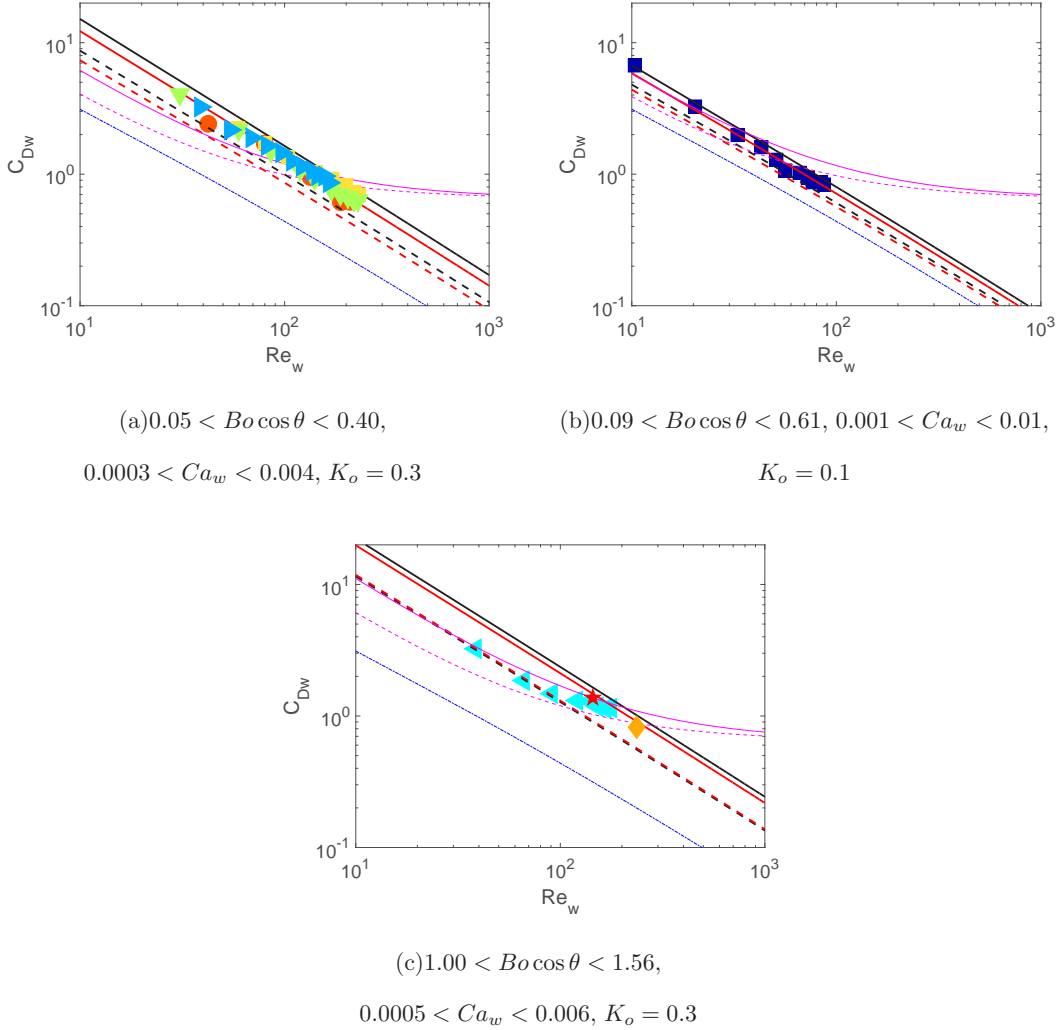 10^1
10^0
10^-1
C_Dw
10^1 10^2 10^3
Re_w
10^1
10^0
10^-1
C_Dw
10^1 10^2 10^3
Re_w
(a)0.05 < Bo cos θ < 0.40,
0.0003 < Ca_w < 0.004, K_o = 0.3
(b)0.09 < Bo cos θ < 0.61, 0.001 < Ca_w < 0.01,
K_o = 0.1
10^1
10^0
10^-1
C_Dw
10^1 10^2 10^3
Re_w
(c)1.00 < Bo cos θ < 1.56,
0.0005 < Ca_w < 0.006, K_o = 0.3